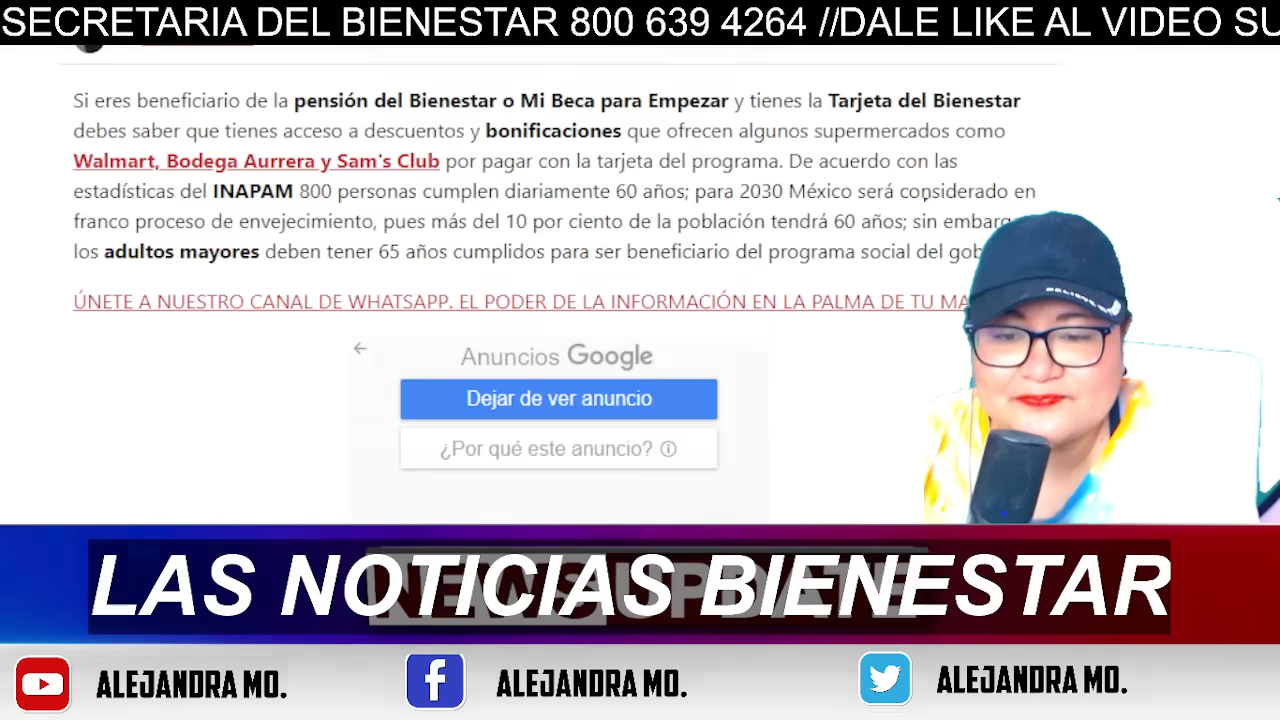 SECRETARIA DEL BIENESTAR 800 639 4264 //DALE LIKE AL VIDEO SU
Si eres beneficiario de la pensión del Bienestar o Mi Beca para Empezar y tienes la Tarjeta del Bienestar
debes saber que tienes acceso a descuentos y bonificaciones que ofrecen algunos supermercados como
Walmart, Bodega Aurrera y Sam's Club por pagar con la tarjeta del programa. De acuerdo con las
estadísticas del INAPAM 800 personas cumplen diariamente 60 años; para 2030 México será considerado en
franco proceso de envejecimiento, pues más del 10 por ciento de la población tendrá 60 años; sin embarg
los adultos mayores deben tener 65 años cumplidos para ser beneficiario del programa social del gob
ÚNETE A NUESTRO CANAL DE WHATSAPP. EL PODER DE LA INFORMACIÓN EN LA PALMA DE TU MA
Anuncios Google
Dejar de ver anuncio
¿Por qué este anuncio?
NEWS UPDATE
LAS NOTICIAS BIENESTAR
ALEJANDRA MO.
ALEJANDRA MO.
ALEJANDRA MO.